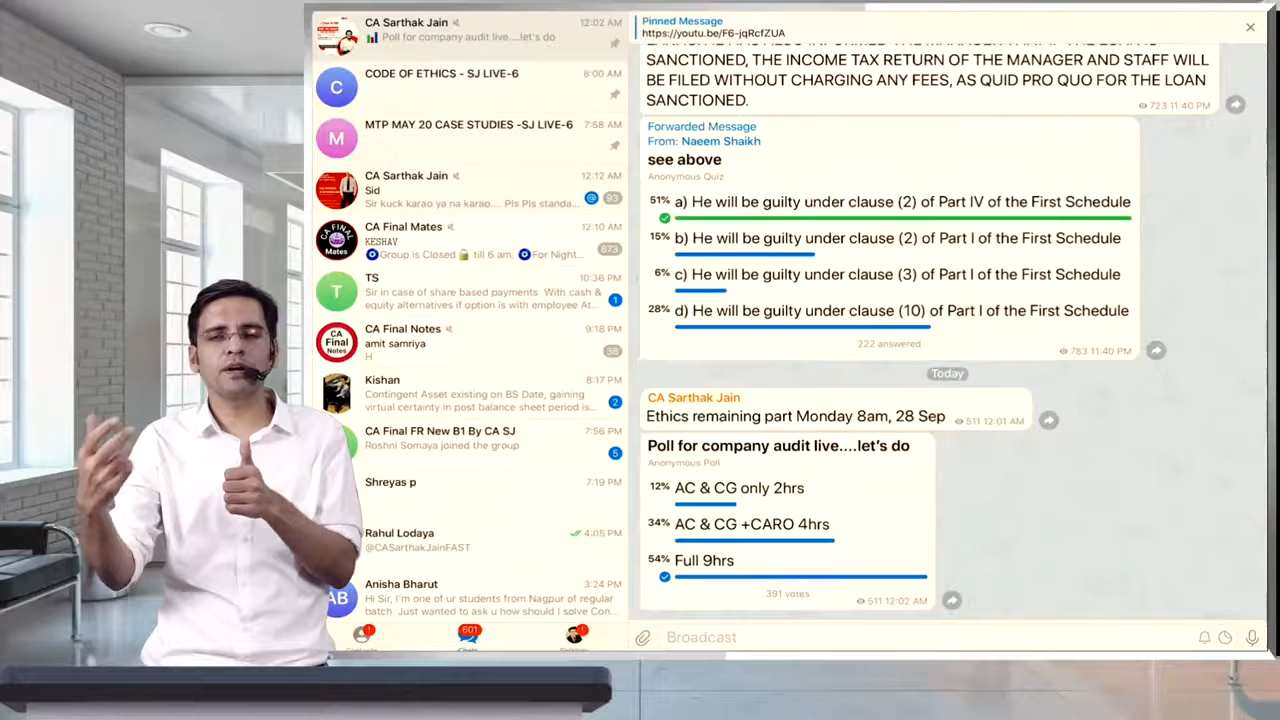 CA Sarthak Jain
12:02 AM
Poll for company audit live....let's do
CODE OF ETHICS - SJ LIVE-6
8:00 AM
C
MTP MAY 20 CASE STUDIES -SJ LIVE-6
7:58 AM
M
CA Sarthak Jain
12:12 AM
Sid
Sir kuck karao ya na karao.... Pls Pls standa...
@
93
CA Final Mates
12:10 AM
KESHAV
Group is Closed till 6 am. For Night...
673
CA FINAL
Mates
TS
10:36 PM
Sir in case of share based payments With cash &
equity alternatives if option is with employee At...
1
T
CA Final Notes
9:18 PM
amit samriya
H
38
CA
Final
Notes
Kishan
8:17 PM
Contingent Asset existing on BS Date, gaining
virtual certainty in post balance sheet period is...
2
CA Final FR New B1 By CA SJ
7:56 PM
Roshni Somaya joined the group
5
Shreyas p
7:19 PM
Rahul Lodaya
4:05 PM
@CASarthakJainFAST
Anisha Bharut
3:24 PM
Hi Sir, I'm one of ur students from Nagpur of regular
batch Just wanted to ask u how should I solve Con...
AB
!
601
!
Chats
Pinned Message
https://youtu.be/F6-jqRcfZUA
SANCTIONED, THE INCOME TAX RETURN OF THE MANAGER AND STAFF WILL
BE FILED WITHOUT CHARGING ANY FEES, AS QUID PRO QUO FOR THE LOAN
SANCTIONED.
723 11:40 PM
Forwarded Message
From: Naeem Shaikh
see above
Anonymous Quiz
51% a) He will be guilty under clause (2) of Part IV of the First Schedule
15% b) He will be guilty under clause (2) of Part I of the First Schedule
6% c) He will be guilty under clause (3) of Part I of the First Schedule
28% d) He will be guilty under clause (10) of Part I of the First Schedule
222 answered
783 11:40 PM
Today
CA Sarthak Jain
Ethics remaining part Monday 8am, 28 Sep
511 12:01 AM
Poll for company audit live....let's do
Anonymous Poll
12% AC & CG only 2hrs
34% AC & CG +CARO 4hrs
54% Full 9hrs
391 votes
511 12:02 AM
Broadcast